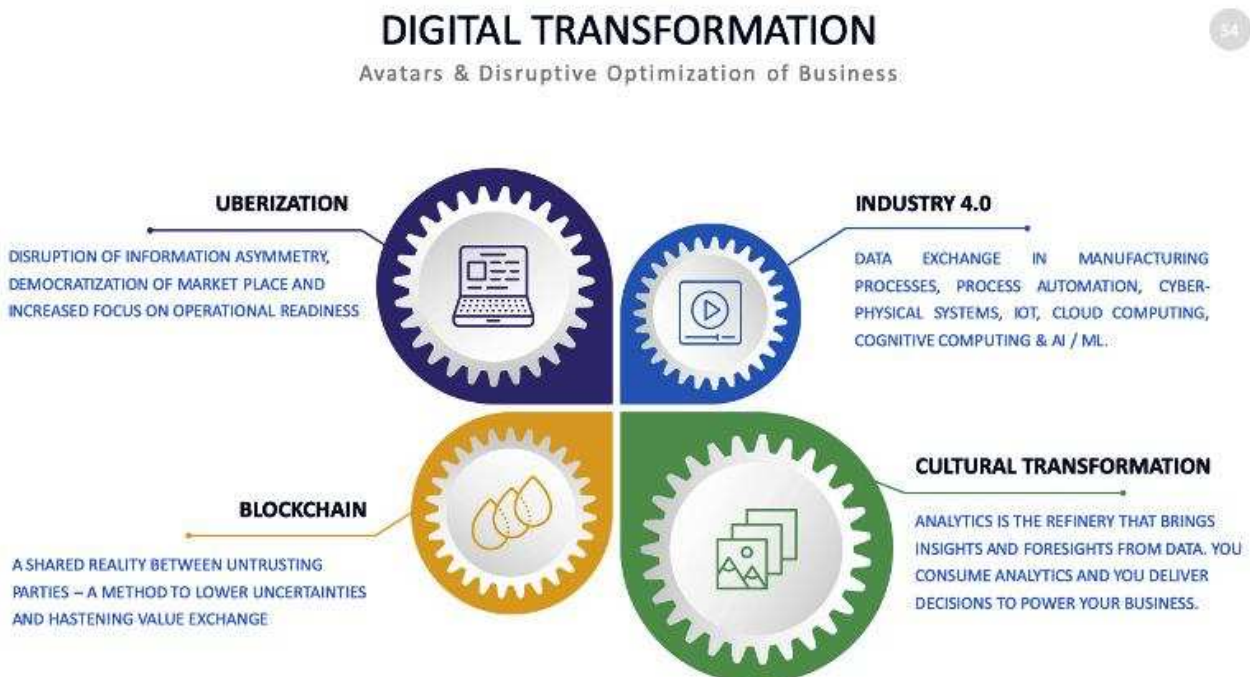 DIGITAL TRANSFORMATION
54
Avatars & Disruptive Optimization of Business
UBERIZATION
DISRUPTION OF INFORMATION ASYMMETRY,
DEMOCRATIZATION OF MARKET PLACE AND
INCREASED FOCUS ON OPERATIONAL READINESS
INDUSTRY 4.0
DATA EXCHANGE IN MANUFACTURING
PROCESSES, PROCESS AUTOMATION, CYBER-
PHYSICAL SYSTEMS, IOT, CLOUD COMPUTING,
COGNITIVE COMPUTING & AI / ML.
BLOCKCHAIN
A SHARED REALITY BETWEEN UNTRUSTING
PARTIES – A METHOD TO LOWER UNCERTAINTIES
AND HASTENING VALUE EXCHANGE
CULTURAL TRANSFORMATION
ANALYTICS IS THE REFINERY THAT BRINGS
INSIGHTS AND FORESIGHTS FROM DATA. YOU
CONSUME ANALYTICS AND YOU DELIVER
DECISIONS TO POWER YOUR BUSINESS.